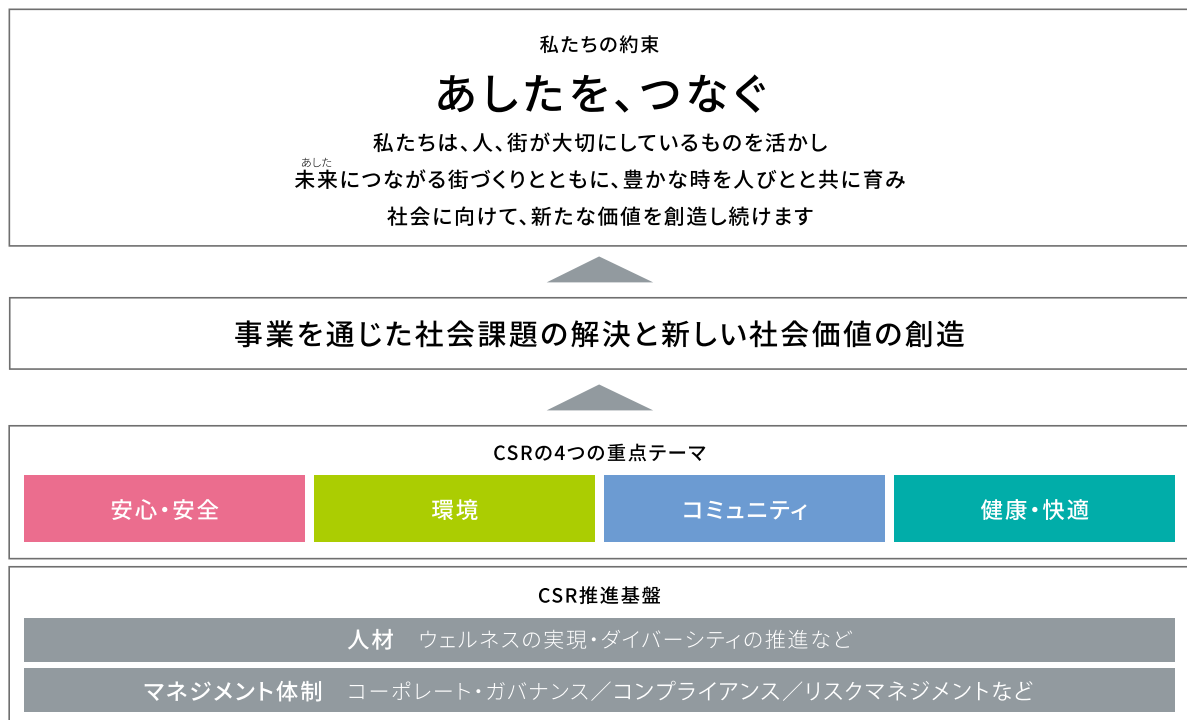 私たちの約束
あしたを、つなぐ
私たちは、人、街が大切にしているものを活かし
あした
未来につながる街づくりとともに、豊かな時を人びとと共に育み
社会に向けて、新たな価値を創造し続けます
事業を通じた社会課題の解決と新しい社会価値の創造
CSRの4つの重点テーマ
安心・安全 環境 コミュニティ 健康・快適
CSR推進基盤
人材 ウェルネスの実現・ダイバーシティの推進など
マネジメント体制 コーポレート・ガバナンス／コンプライアンス／リスクマネジメントなど